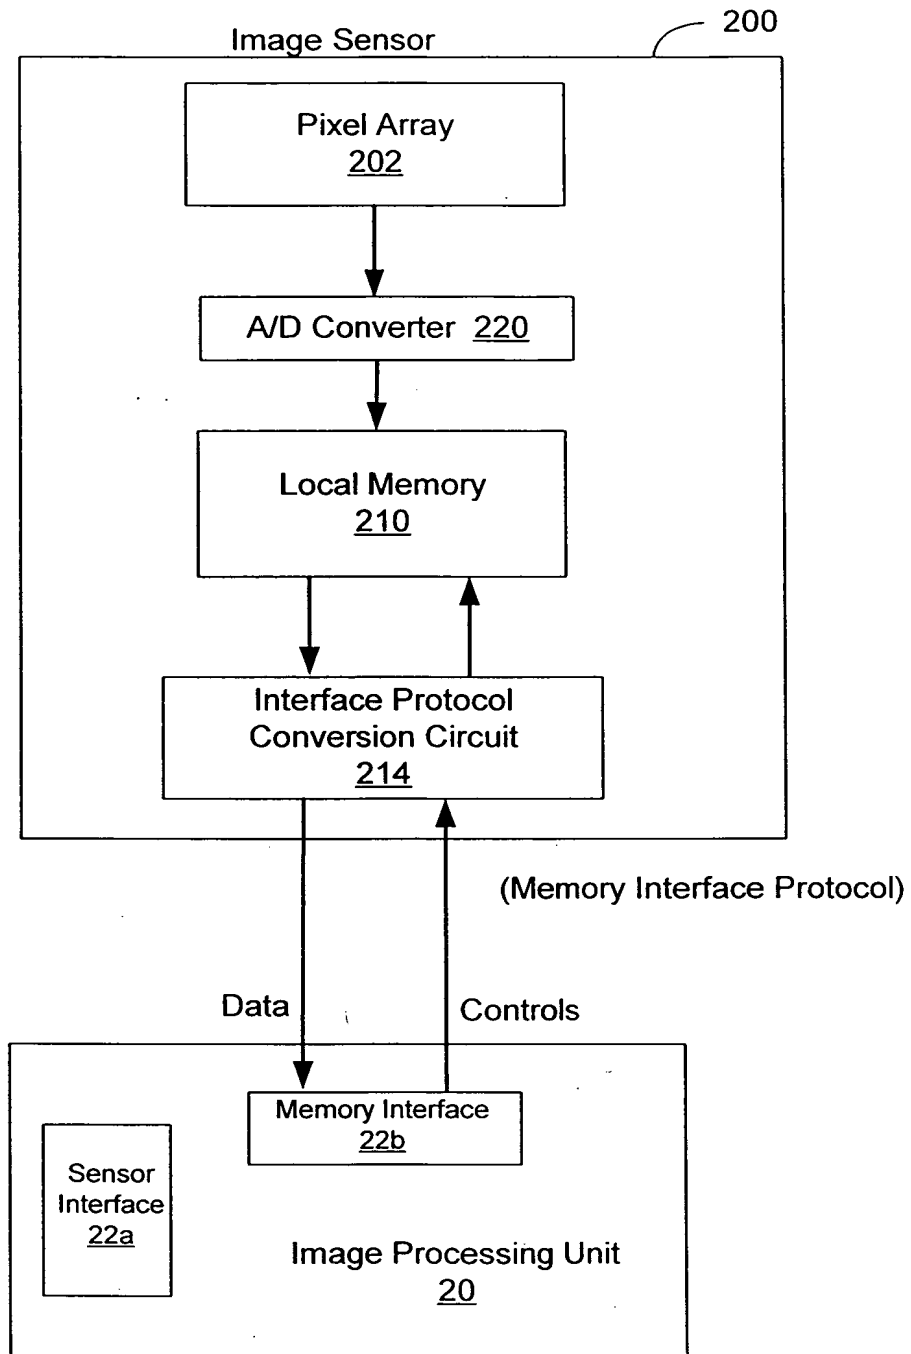 200
Image Sensor
Pixel Array
202
A/D Converter 220
Local Memory
210
Interface Protocol
Conversion Circuit
214
(Memory Interface Protocol)
Data
Controls
Memory Interface
22b
Sensor
Interface
22a
Image Processing Unit
20